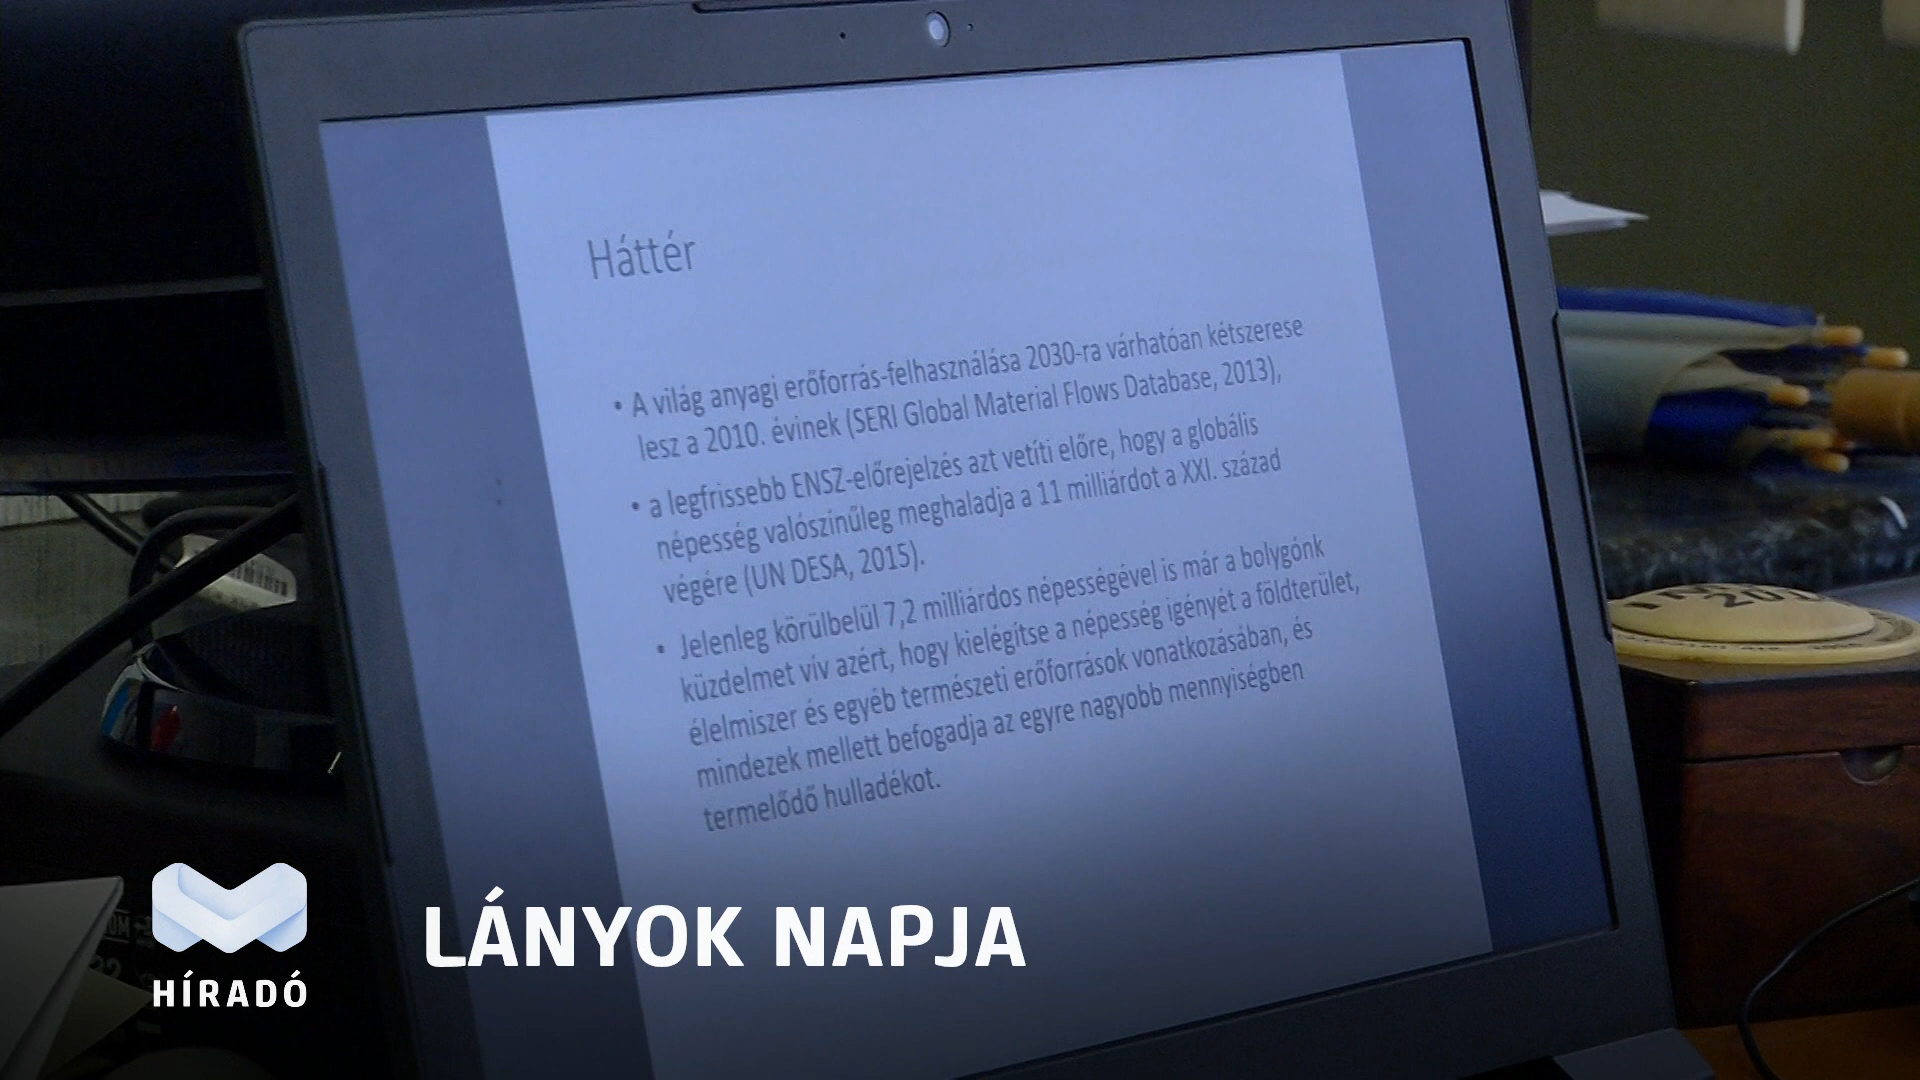 Háttér
• A világ anyagi erőforrás-felhasználása 2030-ra várhatóan kétszerese
lesz a 2010. évinek (SERI Global Material Flows Database, 2013),
• a legfrissebb ENSZ-előrejelzés azt vetíti előre, hogy a globális
népesség valószínűleg meghaladja a 11 milliárdot a XXI. század
végére (UN DESA, 2015).
• Jelenleg körülbelül 7,2 milliárdos népességével is már a bolygónk
küzdelmet vív azért, hogy kielégítse a népesség igényét a földterület,
élelmiszer és egyéb természeti erőforrások vonatkozásában, és
mindezek mellett befogadja az egyre nagyobb mennyiségben
termelődő hulladékot.
LÁNYOK NAPJA
HÍRADÓ